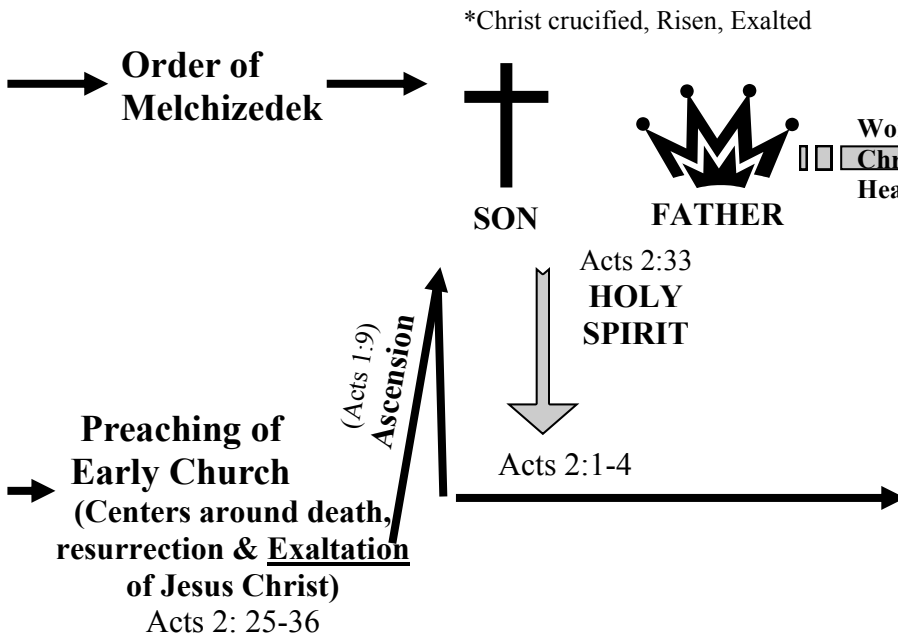 *Christ crucified, Risen, Exalted
Order of
Melchizedek
SON
FATHER
Acts 2:33
HOLY
SPIRIT
(Acts 1:9)
Ascension
Preaching of
Early Church
(Centers around death,
resurrection & Exaltation
of Jesus Christ)
Acts 2: 25-36
Acts 2:1-4